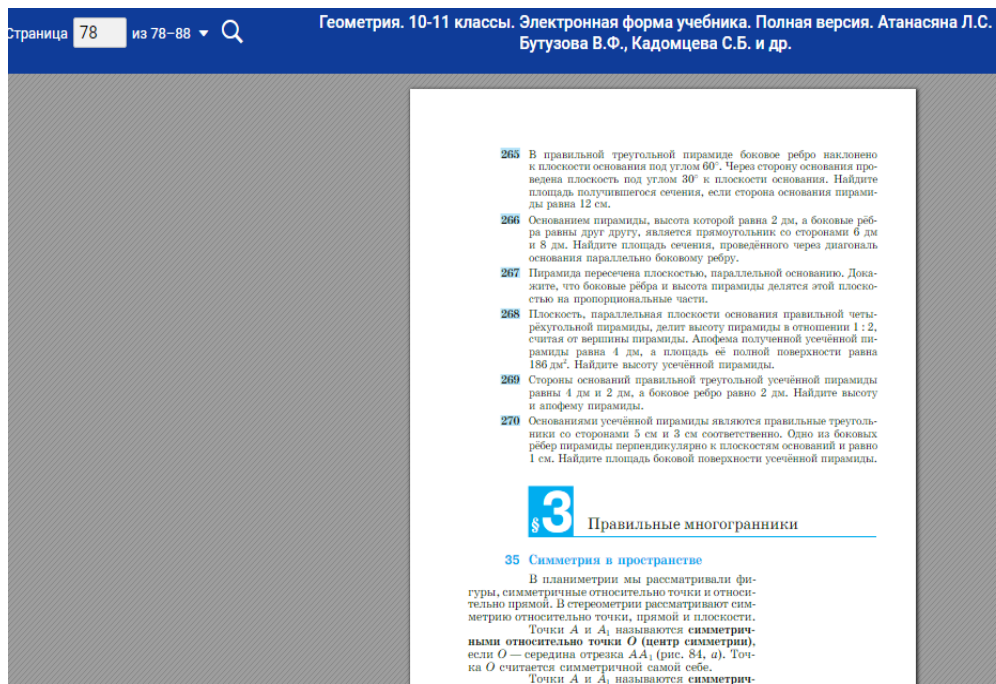 Страница 78 из 78–88
Геометрия. 10-11 классы. Электронная форма учебника. Полная версия. Атанасяна Л.С.
Бутузова В.Ф., Кадомцева С.Б. и др.
265 В правильной треугольной пирамиде боковое ребро наклонено
к плоскости основания под углом 60°. Через сторону основания про-
ведена плоскость под углом 30° к плоскости основания. Найдите
площадь получившегося сечения, если сторона основания пирами-
ды равна 12 см.
266 Основанием пирамиды, высота которой равна 2 дм, а боковые рёб-
ра равны друг другу, является прямоугольник со сторонами 6 дм
и 8 дм. Найдите площадь сечения, проведённого через диагональ
основания параллельно боковому ребру.
267 Пирамида пересечена плоскостью, параллельной основанию. Дока-
жите, что боковые рёбра и высота пирамиды делятся этой плоско-
стью на пропорциональные части.
268 Плоскость, параллельная плоскости основания правильной четы-
рёхугольной пирамиды, делит высоту пирамиды в отношении 1 : 2,
считая от вершины пирамиды. Апофема полученной усечённой пи-
рамиды равна 4 дм, а площадь её полной поверхности равна
186 дм². Найдите высоту усечённой пирамиды.
269 Стороны оснований правильной треугольной усечённой пирамиды
равны 4 дм и 2 дм, а боковое ребро равно 2 дм. Найдите высоту
и апофему пирамиды.
270 Основаниями усечённой пирамиды являются правильные треуголь-
ники со сторонами 5 см и 3 см соответственно. Одно из боковых
рёбер пирамиды перпендикулярно к плоскостям оснований и равно
1 см. Найдите площадь боковой поверхности усечённой пирамиды.
§3 Правильные многогранники
35 Симметрия в пространстве
В планиметрии мы рассматривали фи-
гуры, симметричные относительно точки и относи-
тельно прямой. В стереометрии рассматривают сим-
метрию относительно точки, прямой и плоскости.
Точки A и A₁ называются симметрич-
ными относительно точки O (центр симметрии),
если O — середина отрезка AA₁ (рис. 84, а). Точ-
ка O считается симметричной самой себе.
Точки A и A₁ называются симметрич-